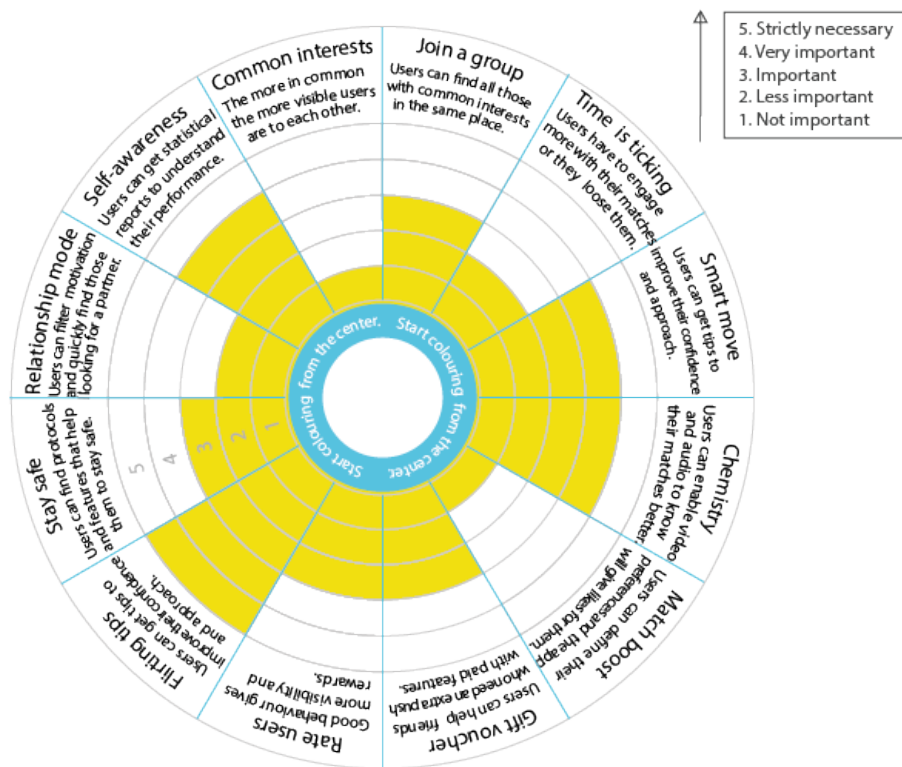 5. Strictly necessary
4. Very important
3. Important
2. Less important
1. Not important
Common interests
The more in common
the more visible users
are to each other.
Join a group
Users can find all those
with common interests
in the same place.
Time is ticking
Users have to engage
more with their matches
or they loose them.
Smart move
Users can get tips to
improve their confidence
and approach.
Chemistry
Users can enable video
and audio to know
their matches better.
Match boost
Users can define their
preferences and the app
will give likes for them.
Gift voucher
Users can help friends
who need an extra push
with paid features.
Rate users
Good behaviour gives
more visibility and
rewards.
Flirting tips
Users can get tips to
improve their confidence
and approach.
Stay safe
Users can find protocols
and features that help
them to stay safe.
Relationship mode
Users can filter motivation
and quickly find those
looking for a partner.
Self-awareness
Users can get statistical
reports to understand
their performance.
Start colouring from the center.
Start colouring from the center.
5 4 3 2 1